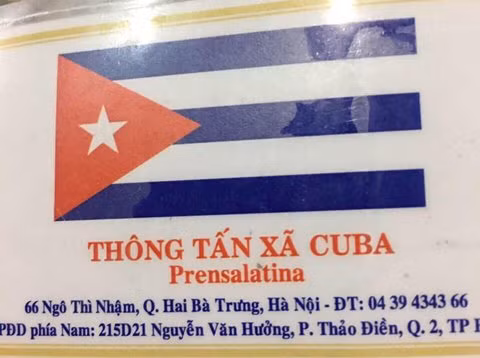 THÔNG TẤN XÃ CUBA
Prensalatina
66 Ngô Thì Nhậm, Q. Hai Bà Trưng, Hà Nội - ĐT: 04 39 4343 66
PĐD phía Nam: 215D21 Nguyễn Văn Hưởng, P. Thảo Điền, Q. 2, TP